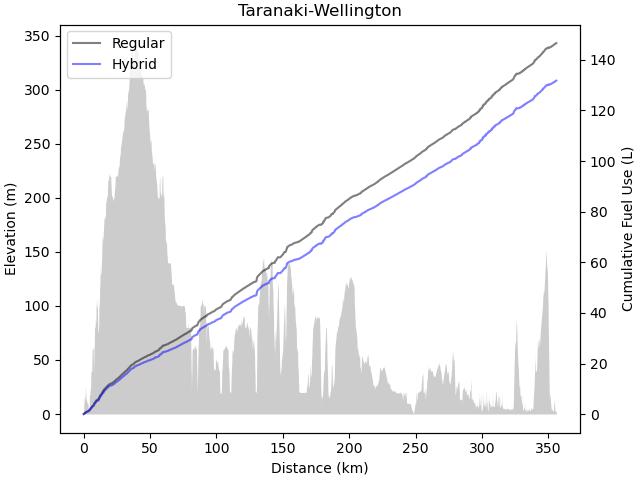 Taranaki-Wellington
Regular
Hybrid
350
300
250
200
150
100
50
0
Elevation (m)
140
120
100
80
60
40
20
0
Cumulative Fuel Use (L)
0 50 100 150 200 250 300 350
Distance (km)